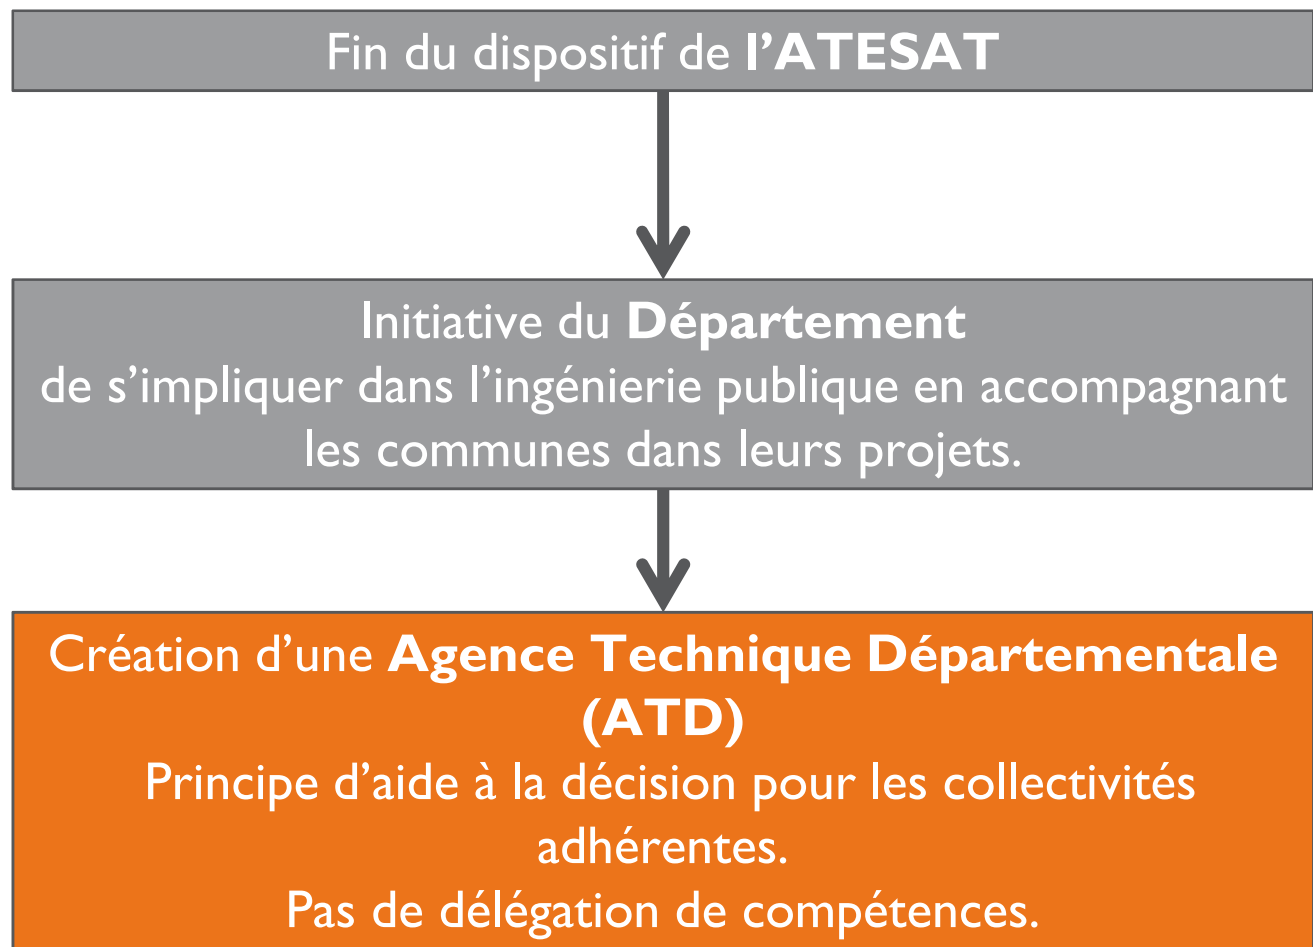 Fin du dispositif de l’ATESAT
Initiative du Département
de s’impliquer dans l’ingénierie publique en accompagnant
les communes dans leurs projets.
Création d’une Agence Technique Départementale
(ATD)
Principe d’aide à la décision pour les collectivités
adhérentes.
Pas de délégation de compétences.